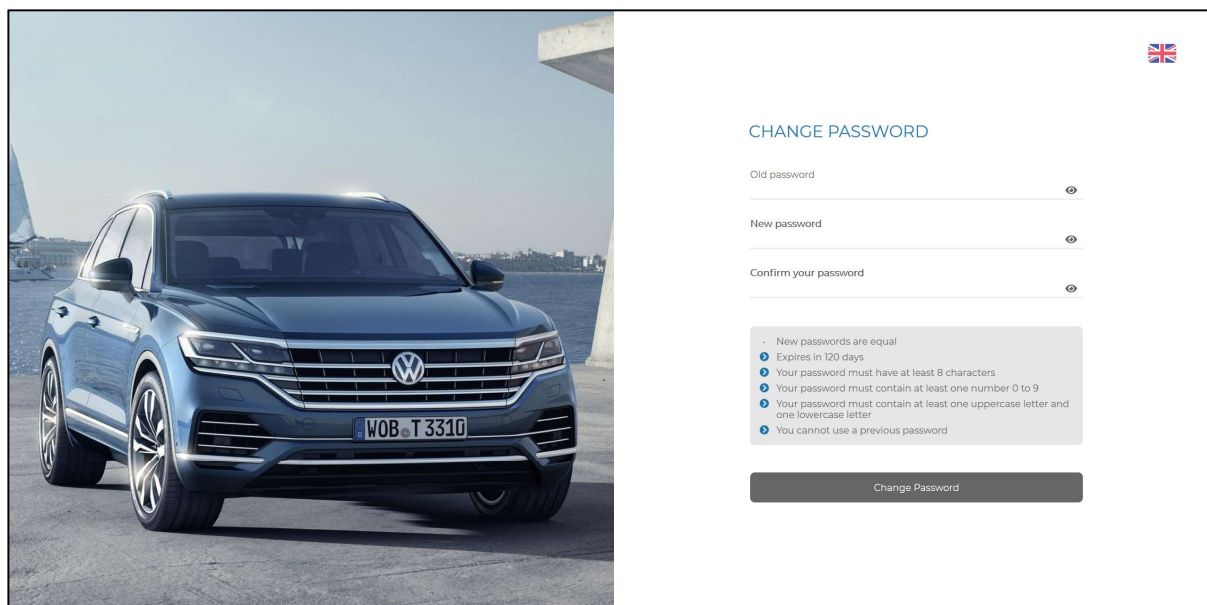 CHANGE PASSWORD
Old password
New password
Confirm your password
New passwords are equal
Expires in 120 days
Your password must have at least 8 characters
Your password must contain at least one number 0 to 9
Your password must contain at least one uppercase letter and
one lowercase letter
You cannot use a previous password
Change Password
WOB T 3310